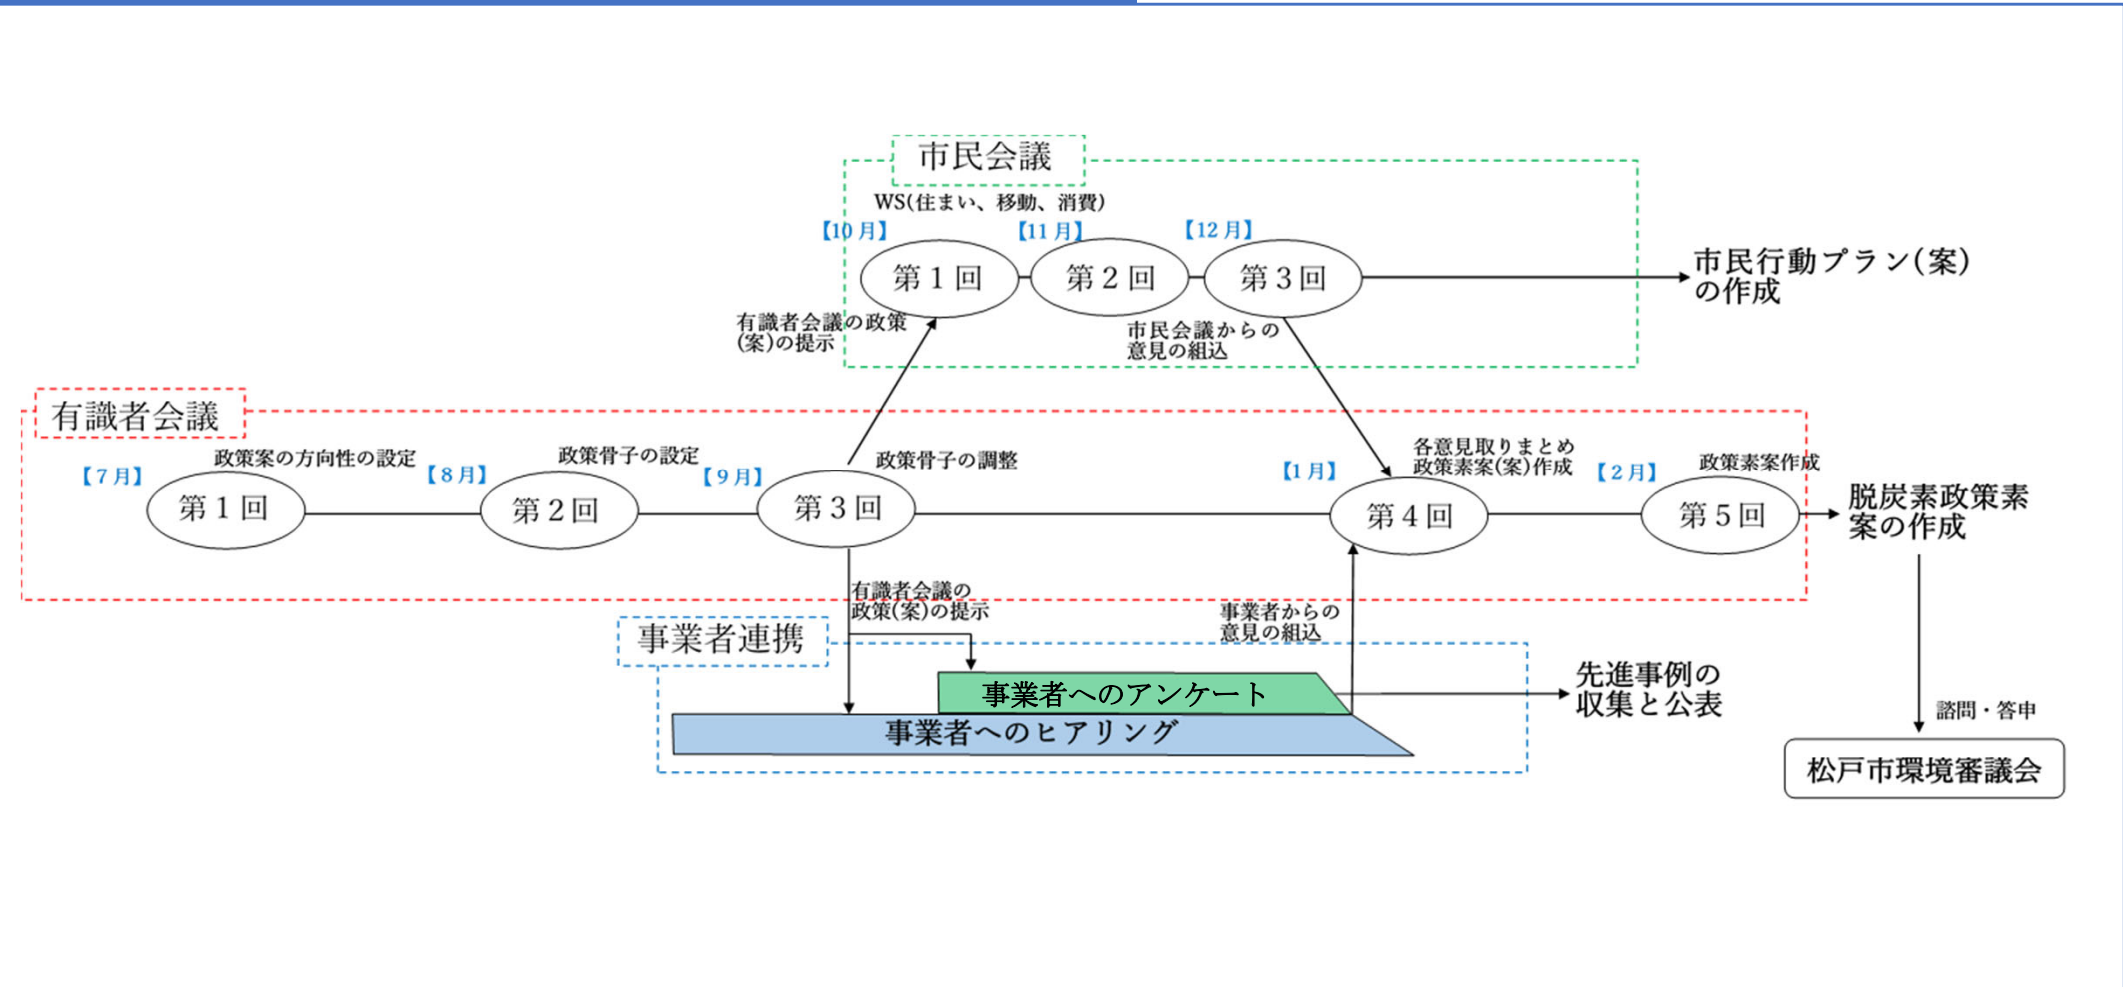 市民会議
WS(住まい、移動、消費)
【10月】
【11月】
【12月】
第1回
第2回
第3回
市民行動プラン(案)
の作成
有識者会議の政策
(案)の提示
市民会議からの
意見の組込
有識者会議
【7月】
政策案の方向性の設定
【8月】
政策骨子の設定
【9月】
政策骨子の調整
【1月】
各意見取りまとめ
政策素案(案)作成
【2月】
政策素案作成
第1回
第2回
第3回
第4回
第5回
脱炭素政策素
案の作成
有識者会議の
政策(案)の提示
事業者からの
意見の組込
事業者連携
事業者へのアンケート
事業者へのヒアリング
先進事例の
収集と公表
諮問・答申
松戸市環境審議会